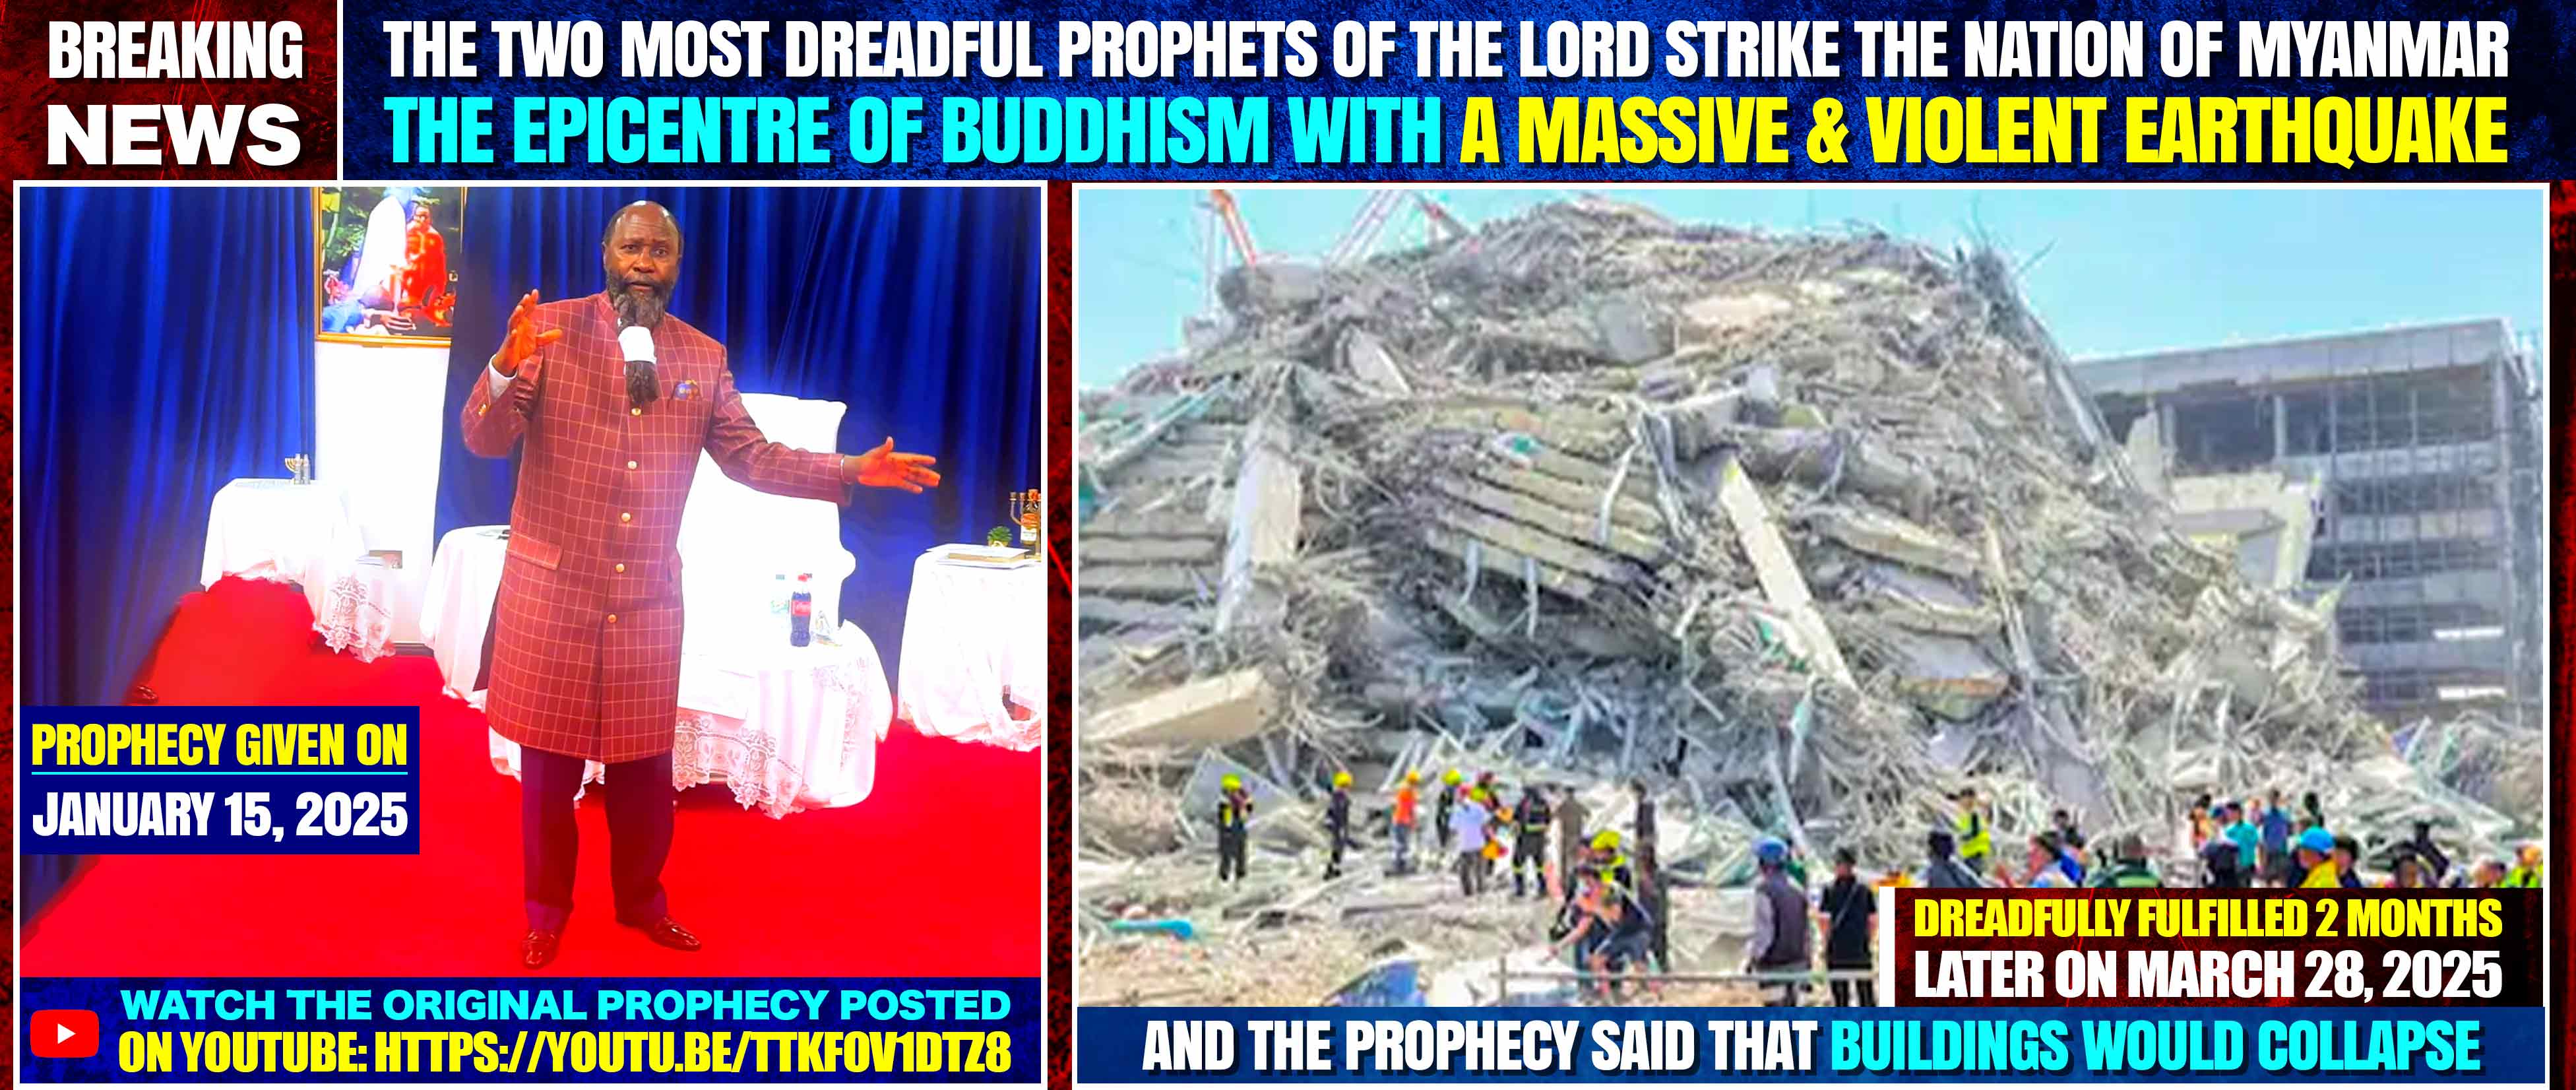 BREAKING
NEWS
THE TWO MOST DREADFUL PROPHETS OF THE LORD STRIKE THE NATION OF MYANMAR
THE EPICENTRE OF BUDDHISM WITH A MASSIVE & VIOLENT EARTHQUAKE
PROPHECY GIVEN ON
JANUARY 15, 2025
WATCH THE ORIGINAL PROPHECY POSTED
ON YOUTUBE: HTTPS://YOUTU.BE/TTKFOV1DTZ8
DREADFULLY FULFILLED 2 MONTHS
LATER ON MARCH 28, 2025
AND THE PROPHECY SAID THAT BUILDINGS WOULD COLLAPSE